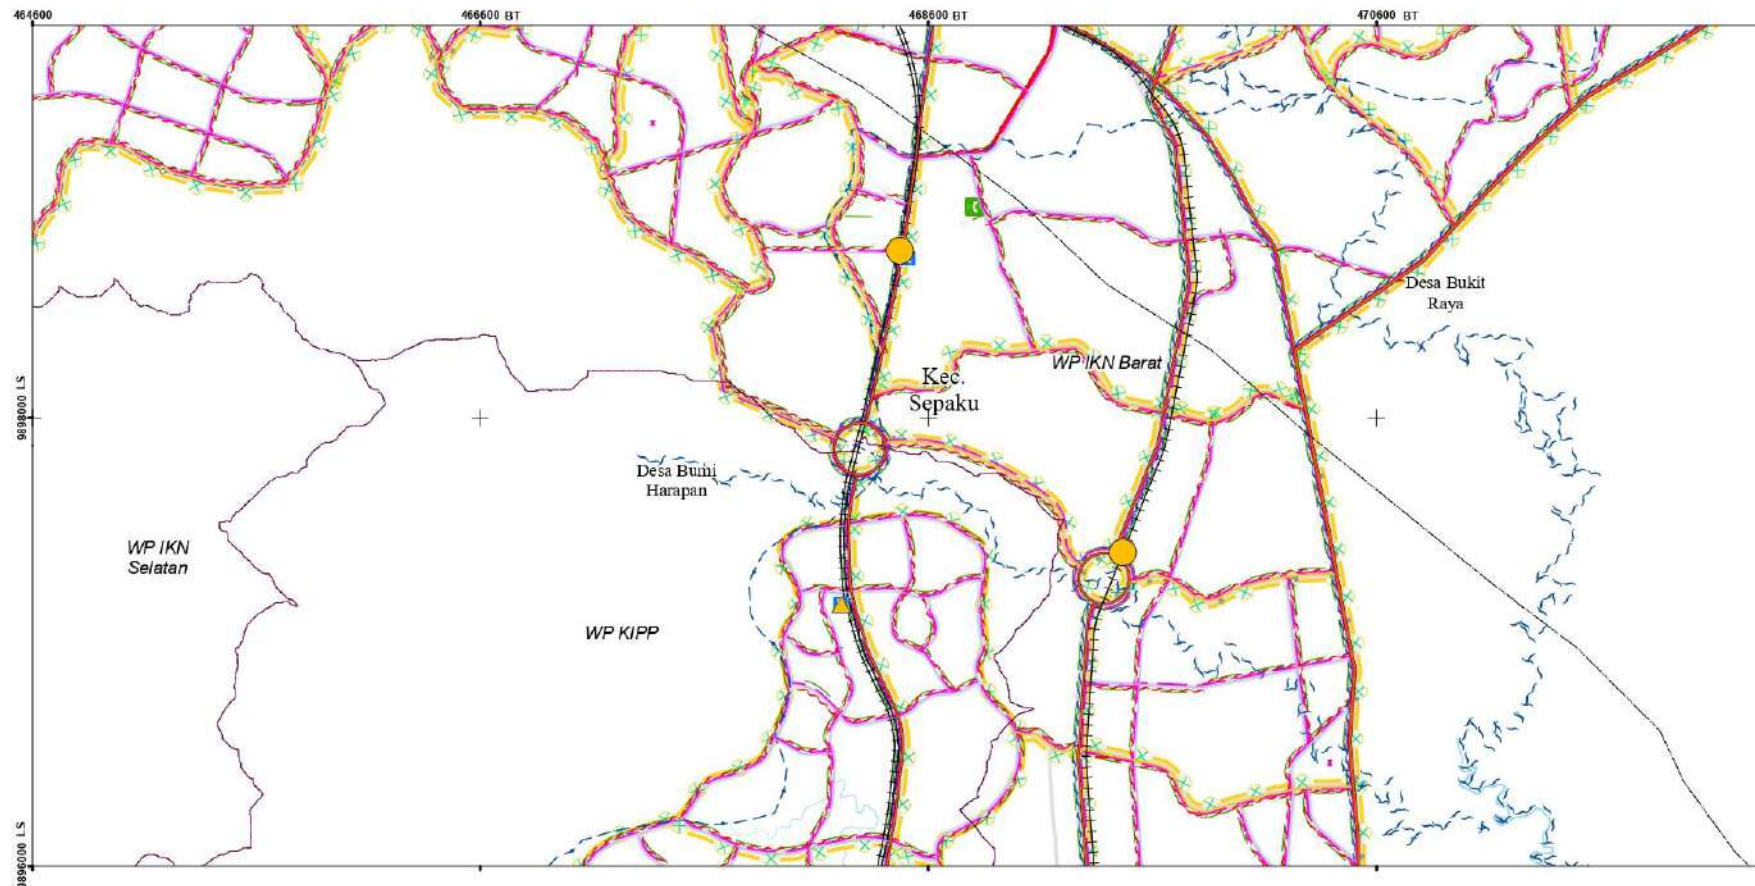 464600
466600 BT
468600 BT
470600 BT
Desa Bukit
Raya
WP IKN Barat
Kec.
Sepaku
9898000 LS
Desa Bumi
Harapan
WP IKN
Selatan
WP KIPP
9896000 LS